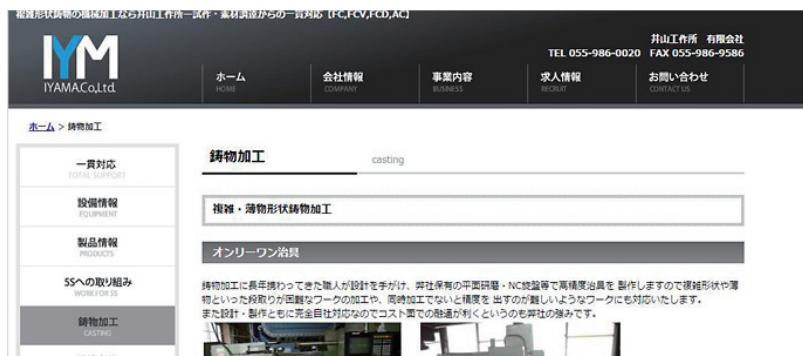 複雑形状鋳物の機械加工なら井山工作所―試作・素材調達からの一貫対応【FC,FCV,FCD,AC】
IYM
IYAMA.Co,.Ltd.
井山工作所 有限会社
TEL 055-986-0020 FAX 055-986-9586
ホーム 会社情報 事業内容 求人情報 お問い合わせ
HOME COMPANY BUSINESS RECRUIT CONTACT US
ホーム > 鋳物加工
一貫対応
TOTAL SUPPORT
設備情報
EQUIPMENT
製品情報
PRODUCTS
5Sへの取り組み
WORK FOR 5S
鋳物加工
CASTING
鋳物加工 casting
複雑・薄物形状鋳物加工
オンリーワン治具
鋳物加工に長年携わってきた職人が設計を手がけ、弊社保有の平面研磨・NC旋盤等で高精度治具を 製作しますので複雑形状や薄
物といった段取りが困難なワークの加工や、同時加工でないと精度を 出すのが難しいようなワークにも対応いたします。
また設計・製作ともに完全自社対応なのでコスト面での融通が利くというのも弊社の強みです。